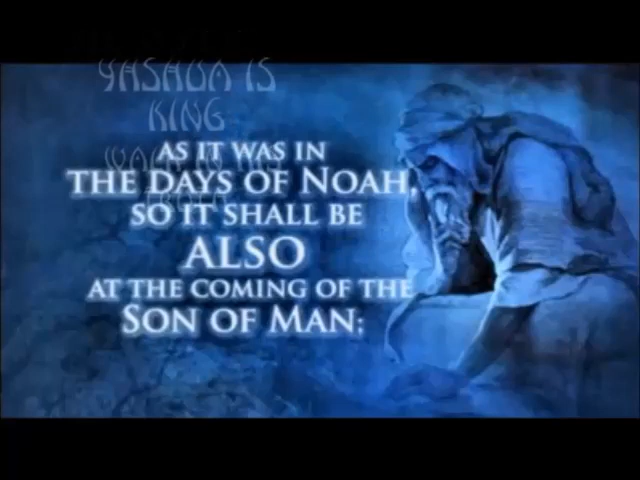 YHSHUA IS
KING
AS IT WAS IN
THE DAYS OF NOAH,
SO IT SHALL BE
ALSO
AT THE COMING OF THE
SON OF MAN: